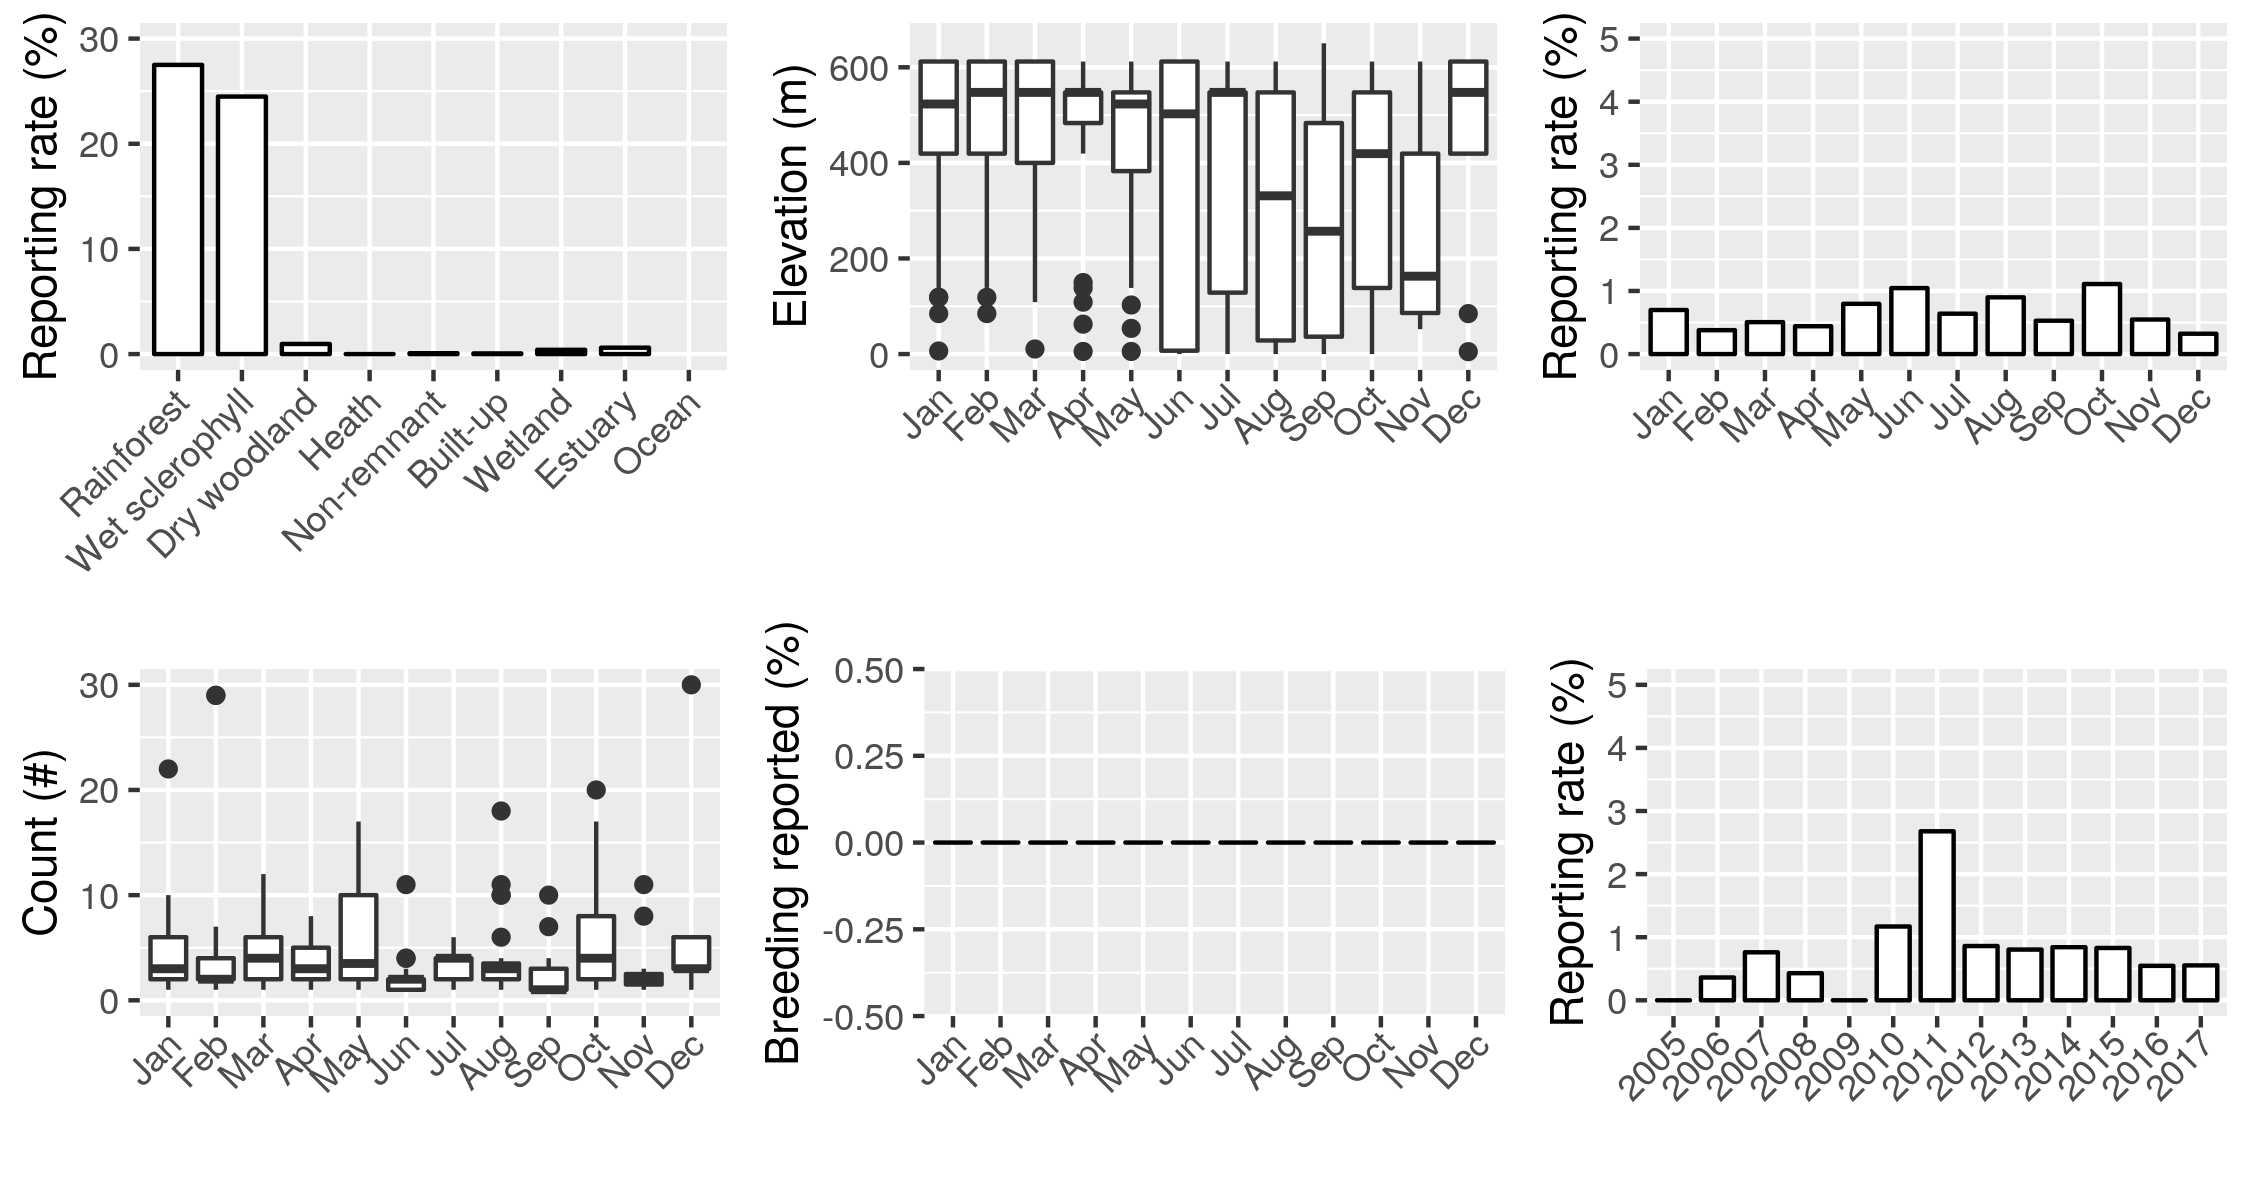 Reporting rate (%)
30
20
10
0
Rainforest
Wet sclerophyll
Dry woodland
Heath
Non-remnant
Built-up
Wetland
Estuary
Ocean
Elevation (m)
600
400
200
0
Jan
Feb
Mar
Apr
May
Jun
Jul
Aug
Sep
Oct
Nov
Dec
Reporting rate (%)
5
4
3
2
1
0
Jan
Feb
Mar
Apr
May
Jun
Jul
Aug
Sep
Oct
Nov
Dec
Count (#)
30
20
10
0
Jan
Feb
Mar
Apr
May
Jun
Jul
Aug
Sep
Oct
Nov
Dec
Breeding reported (%)
0.50
0.25
0.00
-0.25
-0.50
Jan
Feb
Mar
Apr
May
Jun
Jul
Aug
Sep
Oct
Nov
Dec
Reporting rate (%)
5
4
3
2
1
0
2005
2006
2007
2008
2009
2010
2011
2012
2013
2014
2015
2016
2017